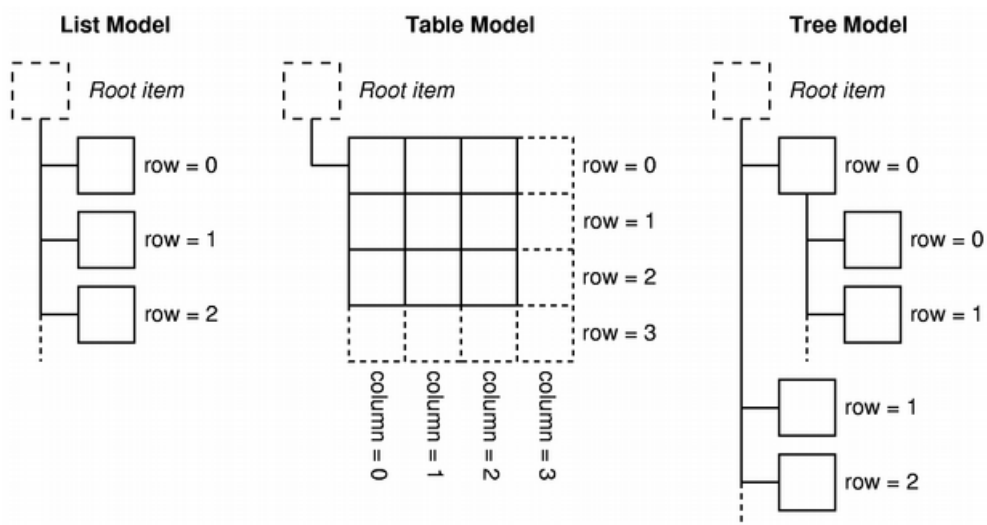 List Model
Table Model
Tree Model
Root item
Root item
Root item
row = 0
row = 1
row = 2
row = 0
row = 1
row = 2
row = 3
column = 0
column = 1
column = 2
column = 3
row = 0
row = 0
row = 1
row = 1
row = 2